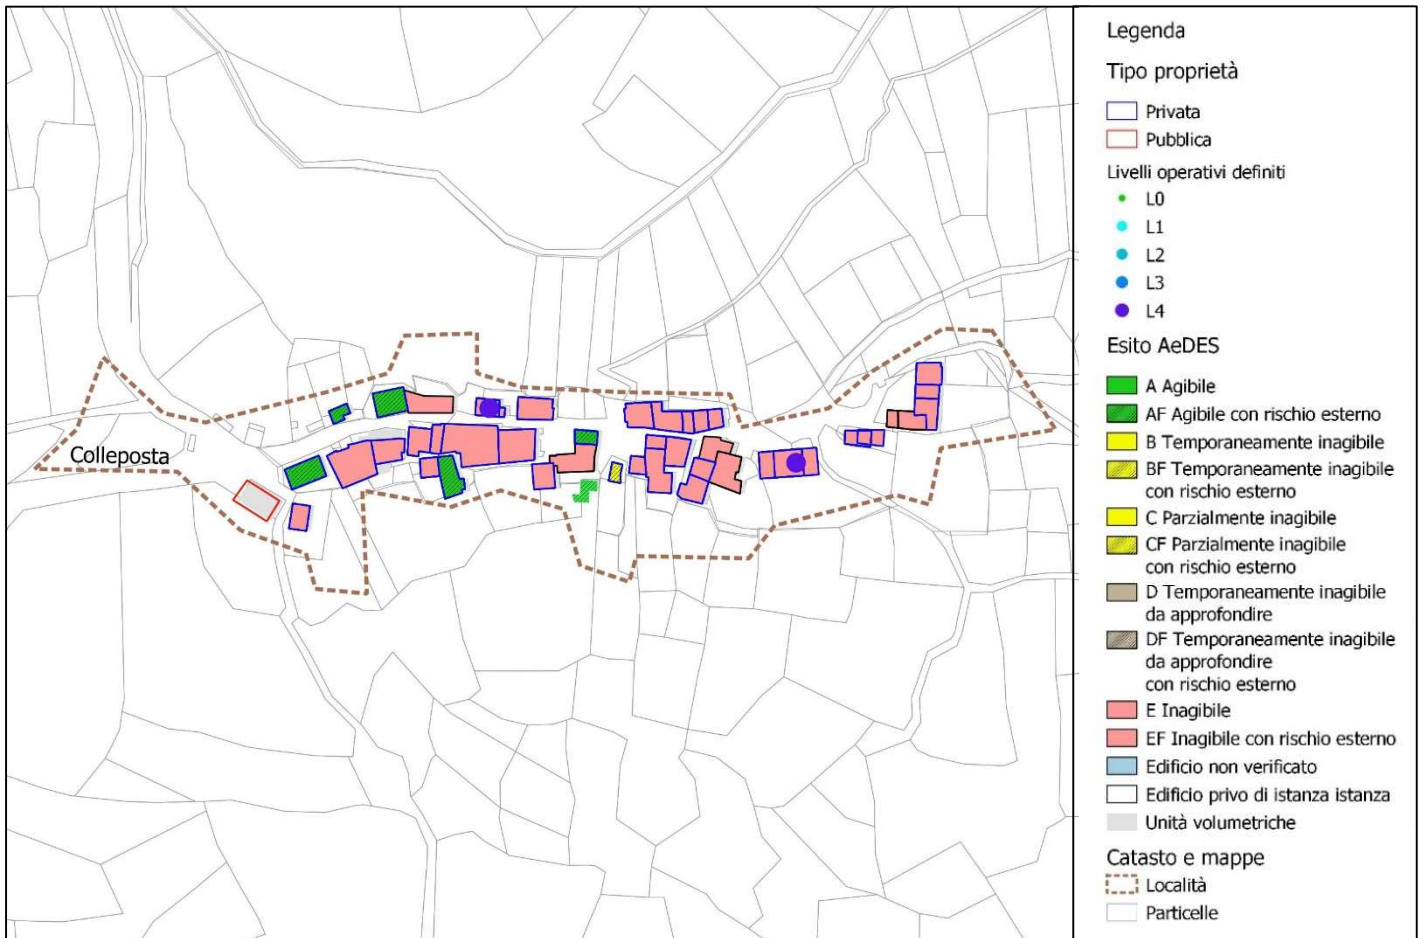 Colleposta
Legenda
Tipo proprietà
Privata
Pubblica
Livelli operativi definiti
L0
L1
L2
L3
L4
Esito AeDES
A Agibile
AF Agibile con rischio esterno
B Temporaneamente inagibile
BF Temporaneamente inagibile
con rischio esterno
C Parzialmente inagibile
CF Parzialmente inagibile
con rischio esterno
D Temporaneamente inagibile
da approfondire
DF Temporaneamente inagibile
da approfondire
con rischio esterno
E Inagibile
EF Inagibile con rischio esterno
Edificio non verificato
Edificio privo di istanza istanza
Unità volumetriche
Catasto e mappe
Località
Particelle